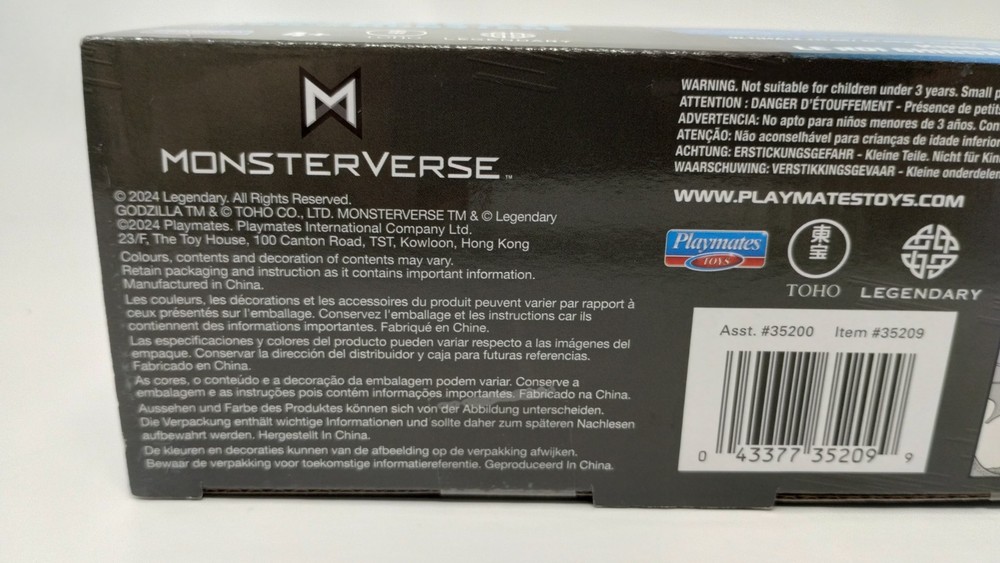 MONSTERVERSE™
© 2024 Legendary. All Rights Reserved.
GODZILLA TM & © TOHO CO., LTD. MONSTERVERSE TM & © Legendary
©2024 Playmates. Playmates International Company Ltd.
23/F, The Toy House, 100 Canton Road, TST, Kowloon, Hong Kong
Colours, contents and decoration of contents may vary.
Retain packaging and instruction as it contains important information.
Manufactured in China.
Les couleurs, les décorations et les accessoires du produit peuvent varier par rapport à
ceux présentés sur l'emballage. Conservez l'emballage et les instructions car ils
contiennent des informations importantes. Fabriqué en Chine.
Las especificaciones y colores del producto pueden variar respecto a las imágenes del
empaque. Conservar la dirección del distribuidor y caja para futuras referencias.
Fabricado en China.
As cores, o conteúdo e a decoração da embalagem podem variar. Conserve a
embalagem e as instruções pois contém informações importantes. Fabricado na China.
Aussehen und Farbe des Produktes können sich von der Abbildung unterscheiden.
Die Verpackung enthält wichtige Informationen und sollte daher zum späteren Nachlesen
aufbewahrt werden. Hergestellt in China.
De kleuren en decoraties kunnen van de afbeelding op de verpakking afwijken.
Bewaar de verpakking voor toekomstige informatiereferentie. Geproduceerd in China.
WARNING. Not suitable for children under 3 years. Small
ATTENTION : DANGER D'ÉTOUFFEMENT - Présence de petit
ADVERTENCIA: No apto para niños menores de 3 años. Con
ATENÇÃO: Não aconselhável para crianças de idade inferio
ACHTUNG: ERSTICKUNGSGEFAHR - Kleine Teile. Nicht für Kin
WAARSCHUWING: VERSTIKKINGSGEVAAR - Kleine onderdelen
WWW.PLAYMATESTOYS.COM
Playmates
TOYS
東宝
TOHO
LEGENDARY
Asst. #35200 Item #35209
0 43377 35209 9